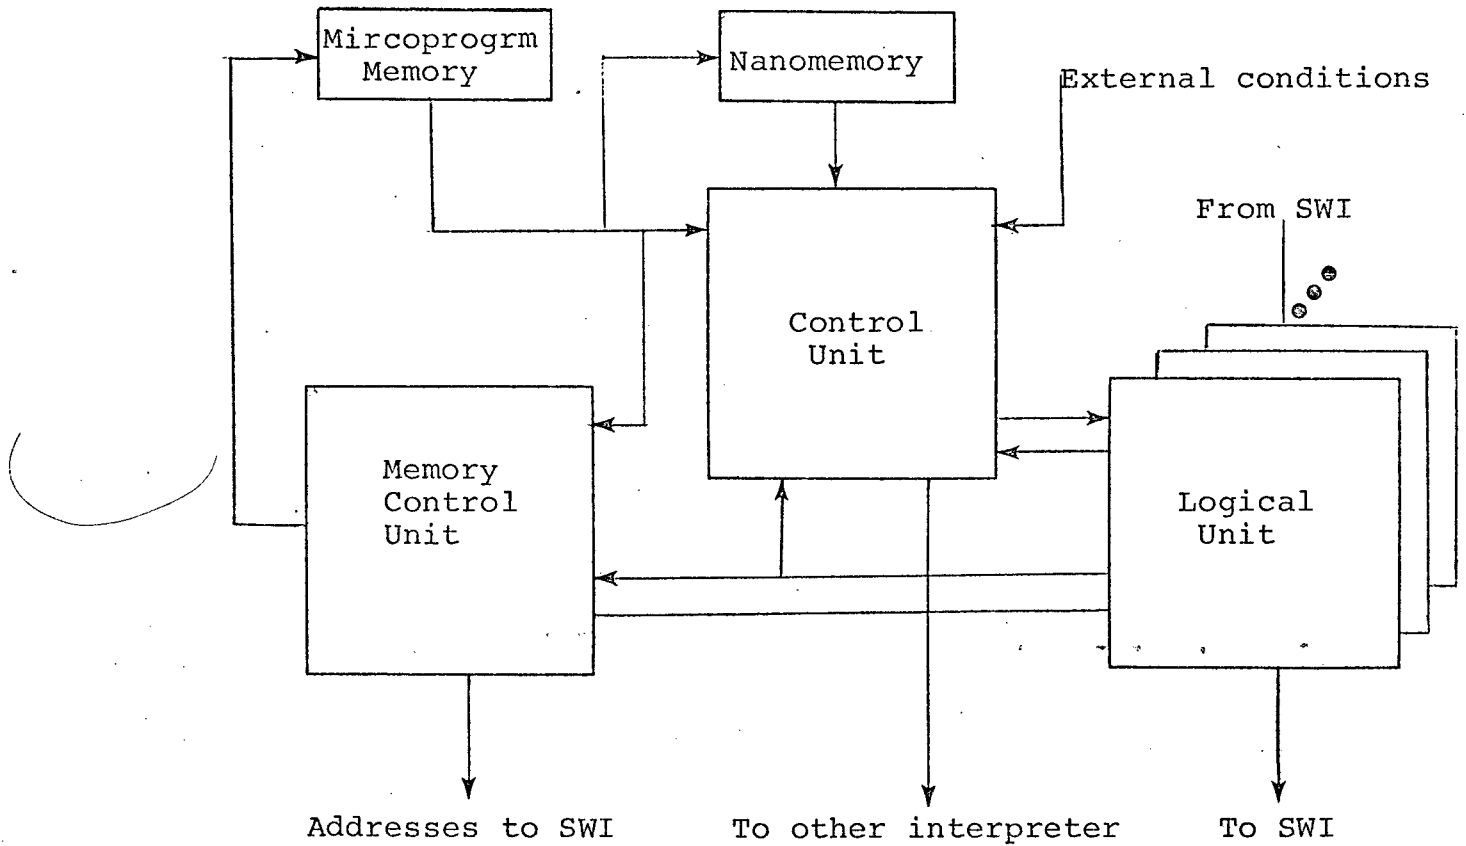 Mircoprogrm
Memory
Nanomemory
External conditions
From SWI
Control
Unit
Memory
Control
Unit
Logical
Unit
Addresses to SWI
To other interpreter
To SWI